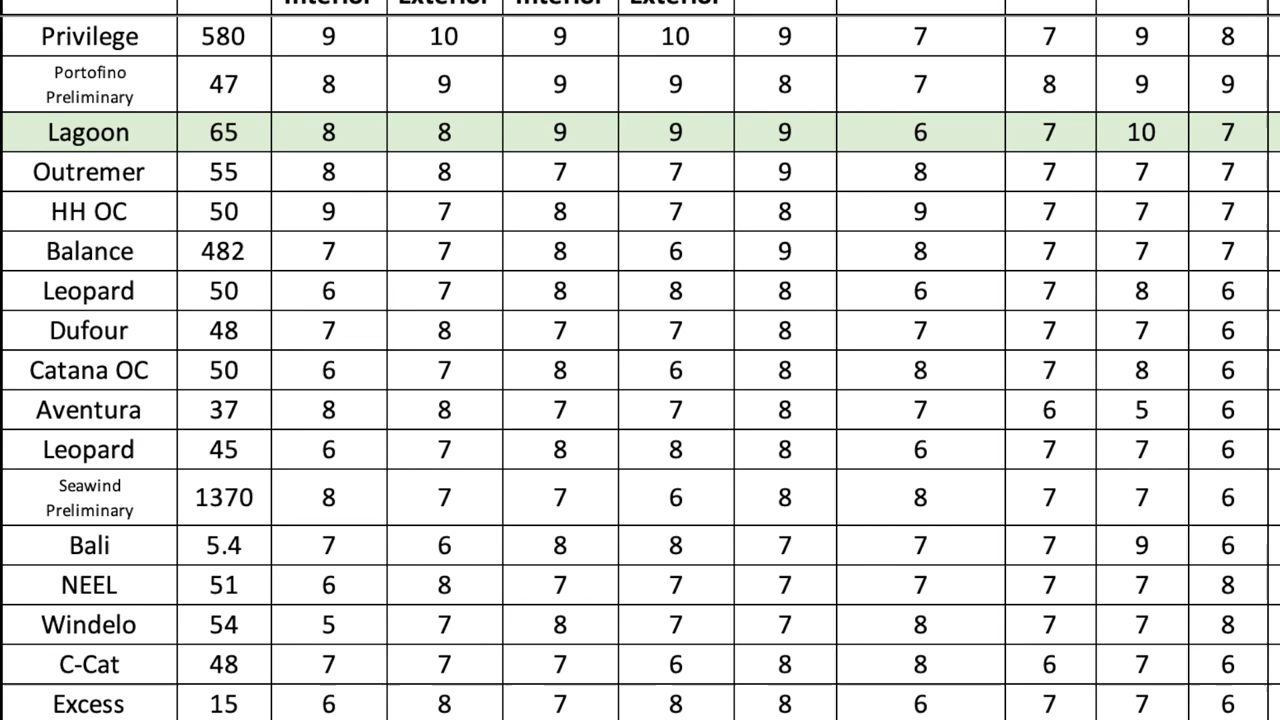 Interior Exterior Interior Exterior
Privilege 580 9 10 9 10 9 7 7 9 8
Portofino
Preliminary 47 8 9 9 9 8 7 8 9 9
Lagoon 65 8 8 9 9 9 6 7 10 7
Outremer 55 8 8 7 7 9 8 7 7 7
HH OC 50 9 7 8 7 8 9 7 7 7
Balance 482 7 7 8 6 9 8 7 7 7
Leopard 50 6 7 8 8 8 6 7 8 6
Dufour 48 7 8 7 7 8 7 7 7 6
Catana OC 50 6 7 8 6 8 8 7 8 6
Aventura 37 8 8 7 7 8 7 6 5 6
Leopard 45 6 7 8 8 8 6 7 7 6
Seawind
Preliminary 1370 8 7 7 6 8 8 7 7 6
Bali 5.4 7 6 8 8 7 7 7 9 6
NEEL 51 6 8 7 7 7 7 7 7 8
Windelo 54 5 7 8 7 7 8 7 7 8
C-Cat 48 7 7 7 6 8 8 6 7 6
Excess 15 6 8 7 8 8 6 7 7 6